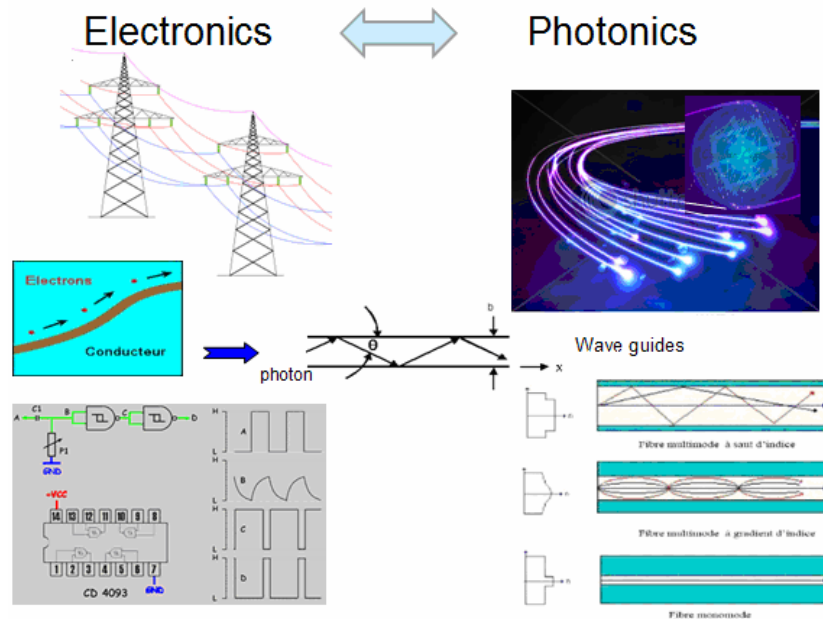 Electronics
Photonics
Electrons
Conducteur
photon
θ
b
x
Wave guides
A C1 B C D
P1
GND
+VCC
14 13 12 11 10 9 8
1 2 3 4 5 6 7
GND
CD 4093
H
A
L
B
H
C
L
H
D
L
Fibre multimode à saut d'indice
Fibre multimode à gradient d'indice
Fibre monomode